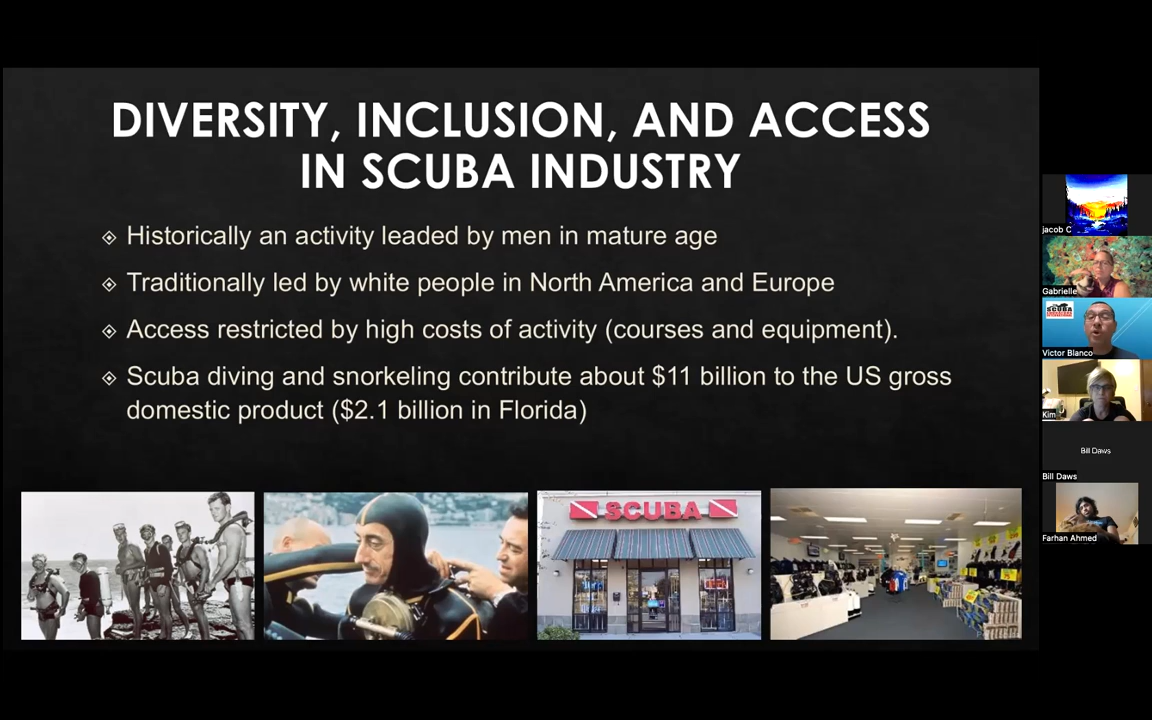 DIVERSITY, INCLUSION, AND ACCESS
IN SCUBA INDUSTRY
Historically an activity leaded by men in mature age
Traditionally led by white people in North America and Europe
Access restricted by high costs of activity (courses and equipment).
Scuba diving and snorkeling contribute about $11 billion to the US gross
domestic product ($2.1 billion in Florida)
SCUBA
jacob C
Gabrielle
SCUBA
Victor Blanco
Kim
Bill Daws
Bill Daws
Farhan Ahmed